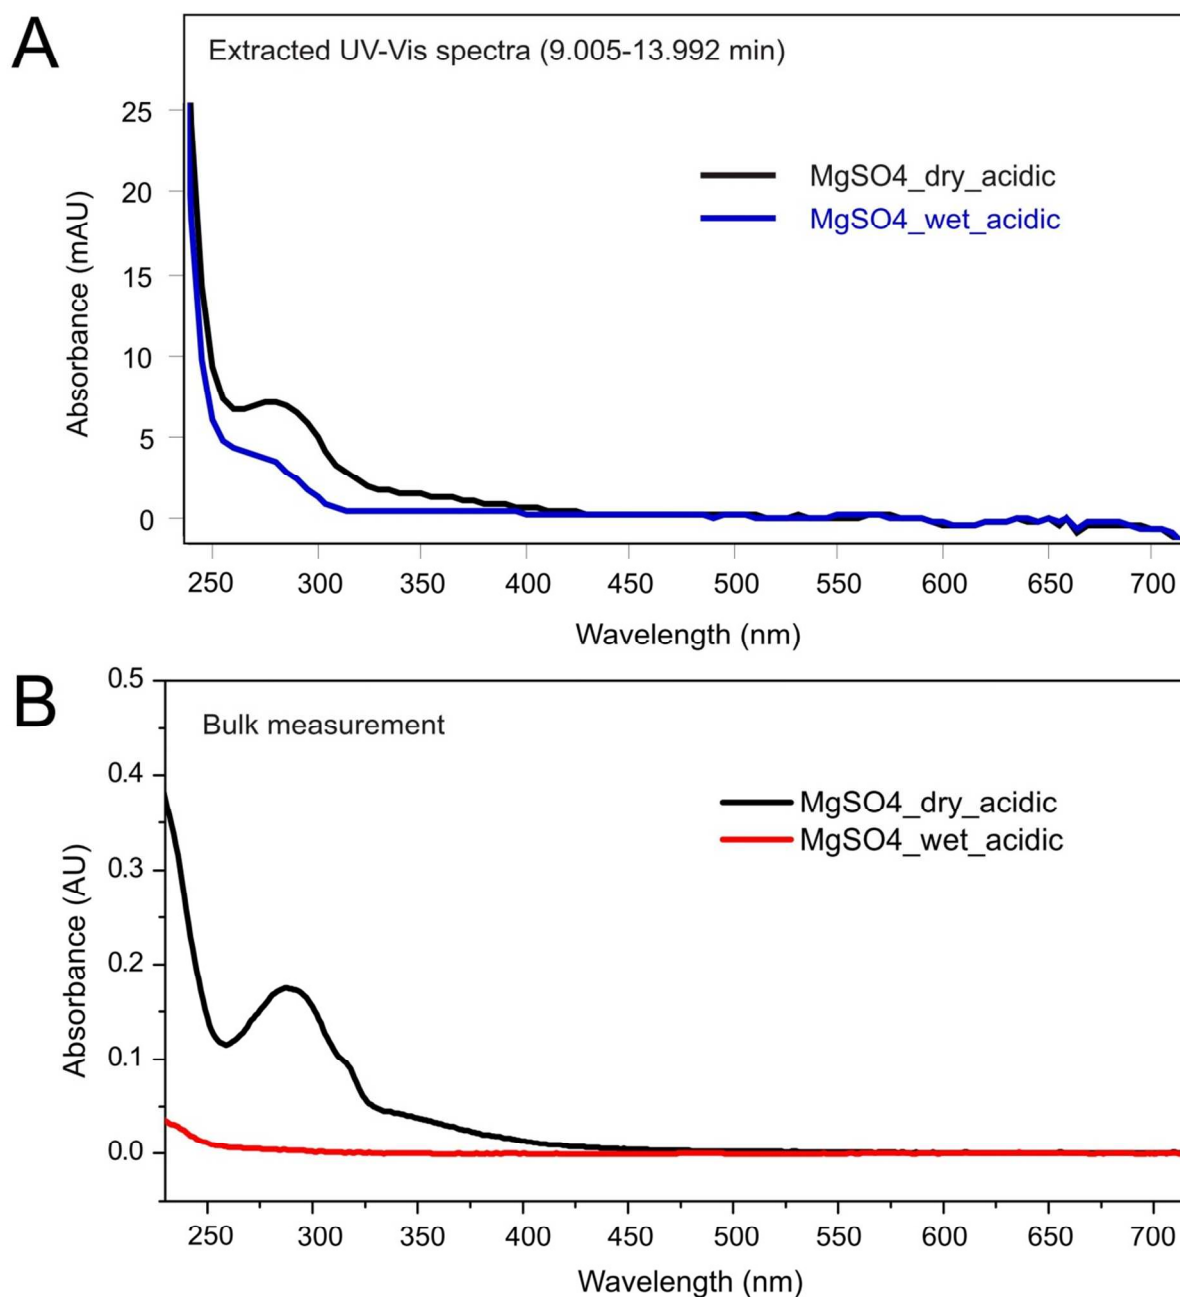 A
Extracted UV-Vis spectra (9.005-13.992 min)
25
20
15
10
5
0
Absorbance (mAU)
MgSO4_dry_acidic
MgSO4_wet_acidic
250 300 350 400 450 500 550 600 650 700
Wavelength (nm)
B
Bulk measurement
0.5
0.4
0.3
0.2
0.1
0.0
Absorbance (AU)
MgSO4_dry_acidic
MgSO4_wet_acidic
250 300 350 400 450 500 550 600 650 700
Wavelength (nm)